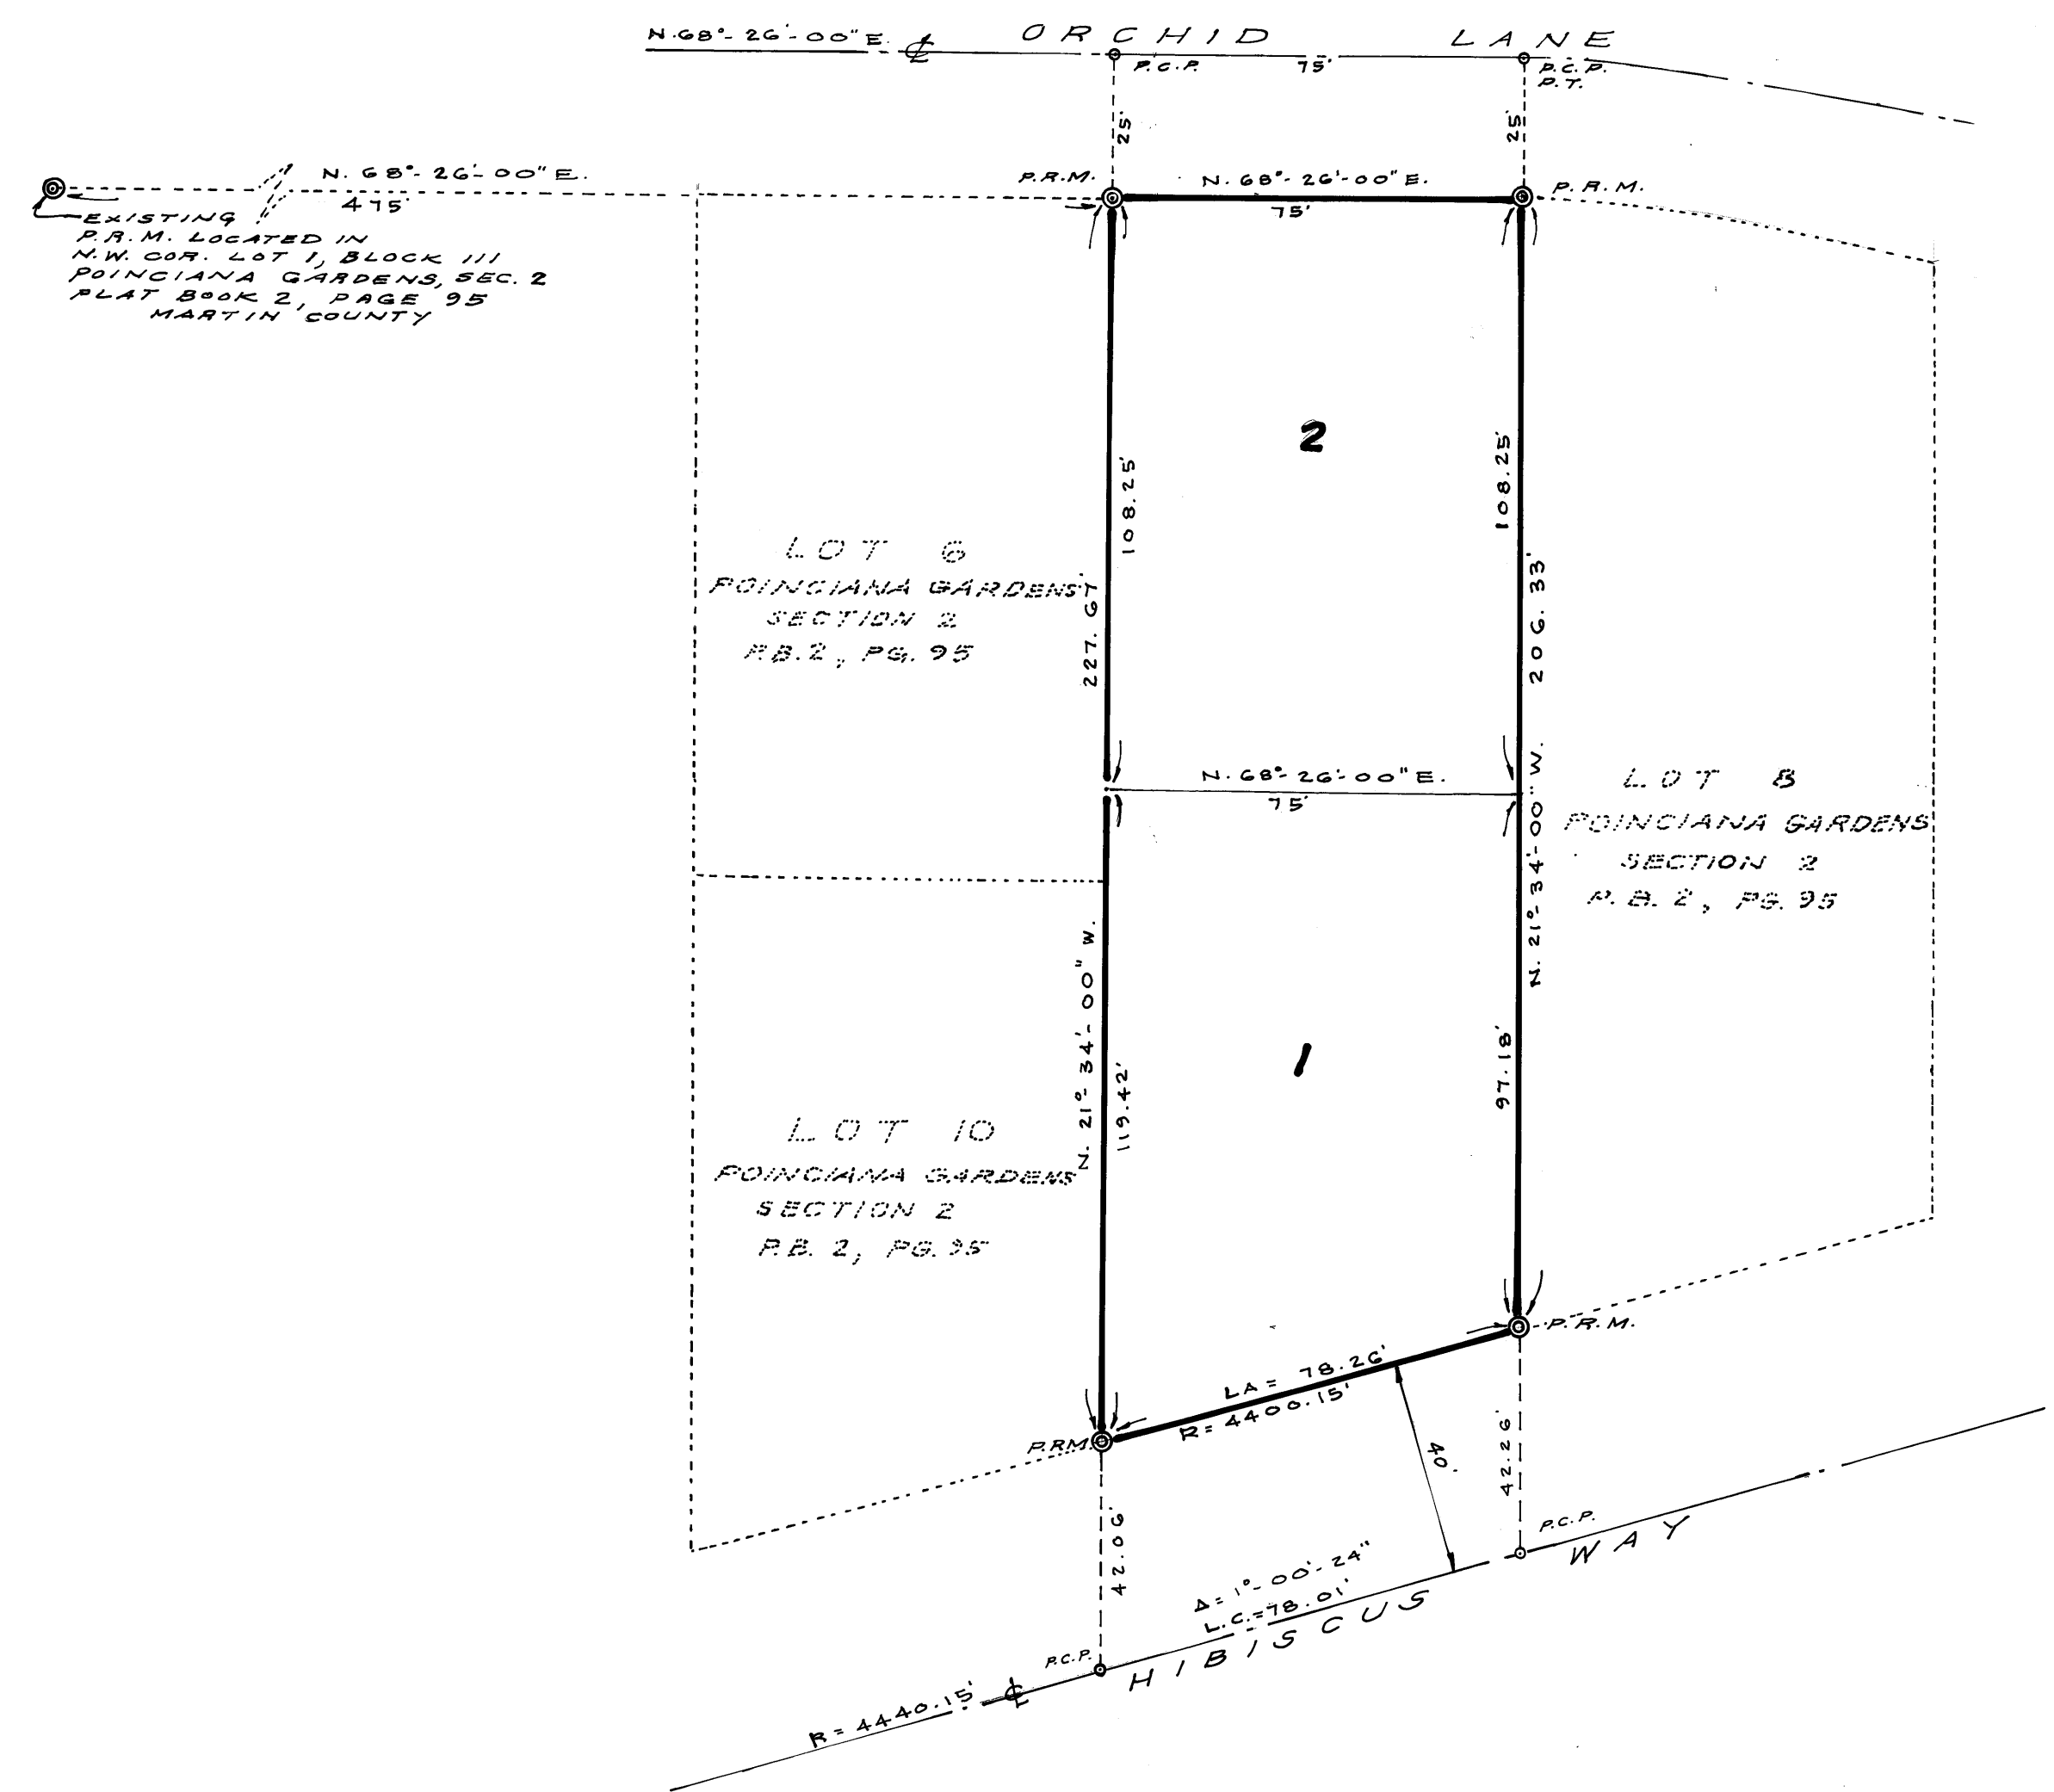 N. 68°- 26'- 00" E. ℄
ORCHID LANE
P.C.P.
75'
P.C.P.
P.T.
25'
25'
N. 68°- 26'- 00" E.
475'
EXISTING
P.R.M. LOCATED IN
N.W. COR. LOT 1, BLOCK 111
POINCIANA GARDENS, SEC. 2
PLAT BOOK 2, PAGE 95
MARTIN COUNTY
P.R.M.
N. 68°- 26'- 00" E.
75'
P.R.M.
2
108.25'
227.67'
108.25'
206.33'
LOT 6
POINCIANA GARDENS
SECTION 2
P.B. 2, PG. 95
N. 68°- 26'- 00" E.
75'
N. 21°- 34'- 00" W.
LOT 8
POINCIANA GARDENS
SECTION 2
P.B. 2, PG. 95
1
N. 21°- 34'- 00" W.
119.42'
97.18'
LOT 10
POINCIANA GARDENS
SECTION 2
P.B. 2, PG. 95
P.R.M.
LA = 78.26'
R = 4400.15'
P.RM.
40'
42.26'
42.06'
P.C.P.
Δ = 1°- 00'- 24"
L.C. = 78.01'
HIBISCUS WAY
P.C.P.
R = 4440.15' ℄